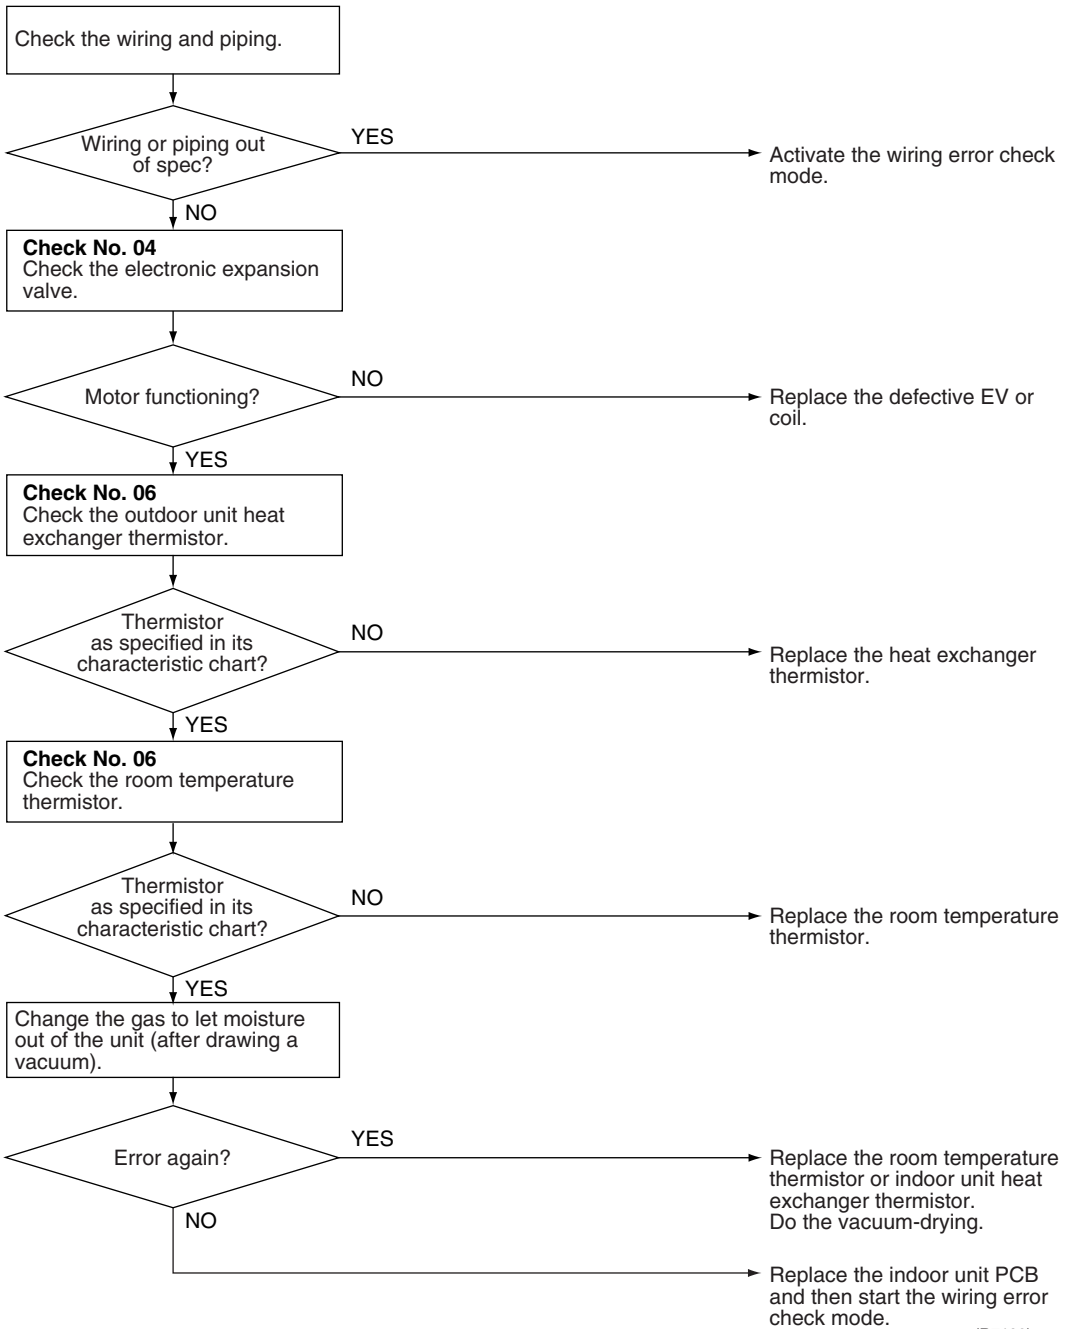 Check the wiring and piping.
Wiring or piping out
of spec?
YES
Activate the wiring error check
mode.
NO
Check No. 04
Check the electronic expansion
valve.
Motor functioning?
NO
Replace the defective EV or
coil.
YES
Check No. 06
Check the outdoor unit heat
exchanger thermistor.
Thermistor
as specified in its
characteristic chart?
NO
Replace the heat exchanger
thermistor.
YES
Check No. 06
Check the room temperature
thermistor.
Thermistor
as specified in its
characteristic chart?
NO
Replace the room temperature
thermistor.
YES
Change the gas to let moisture
out of the unit (after drawing a
vacuum).
Error again?
YES
Replace the room temperature
thermistor or indoor unit heat
exchanger thermistor.
Do the vacuum-drying.
NO
Replace the indoor unit PCB
and then start the wiring error
check mode.